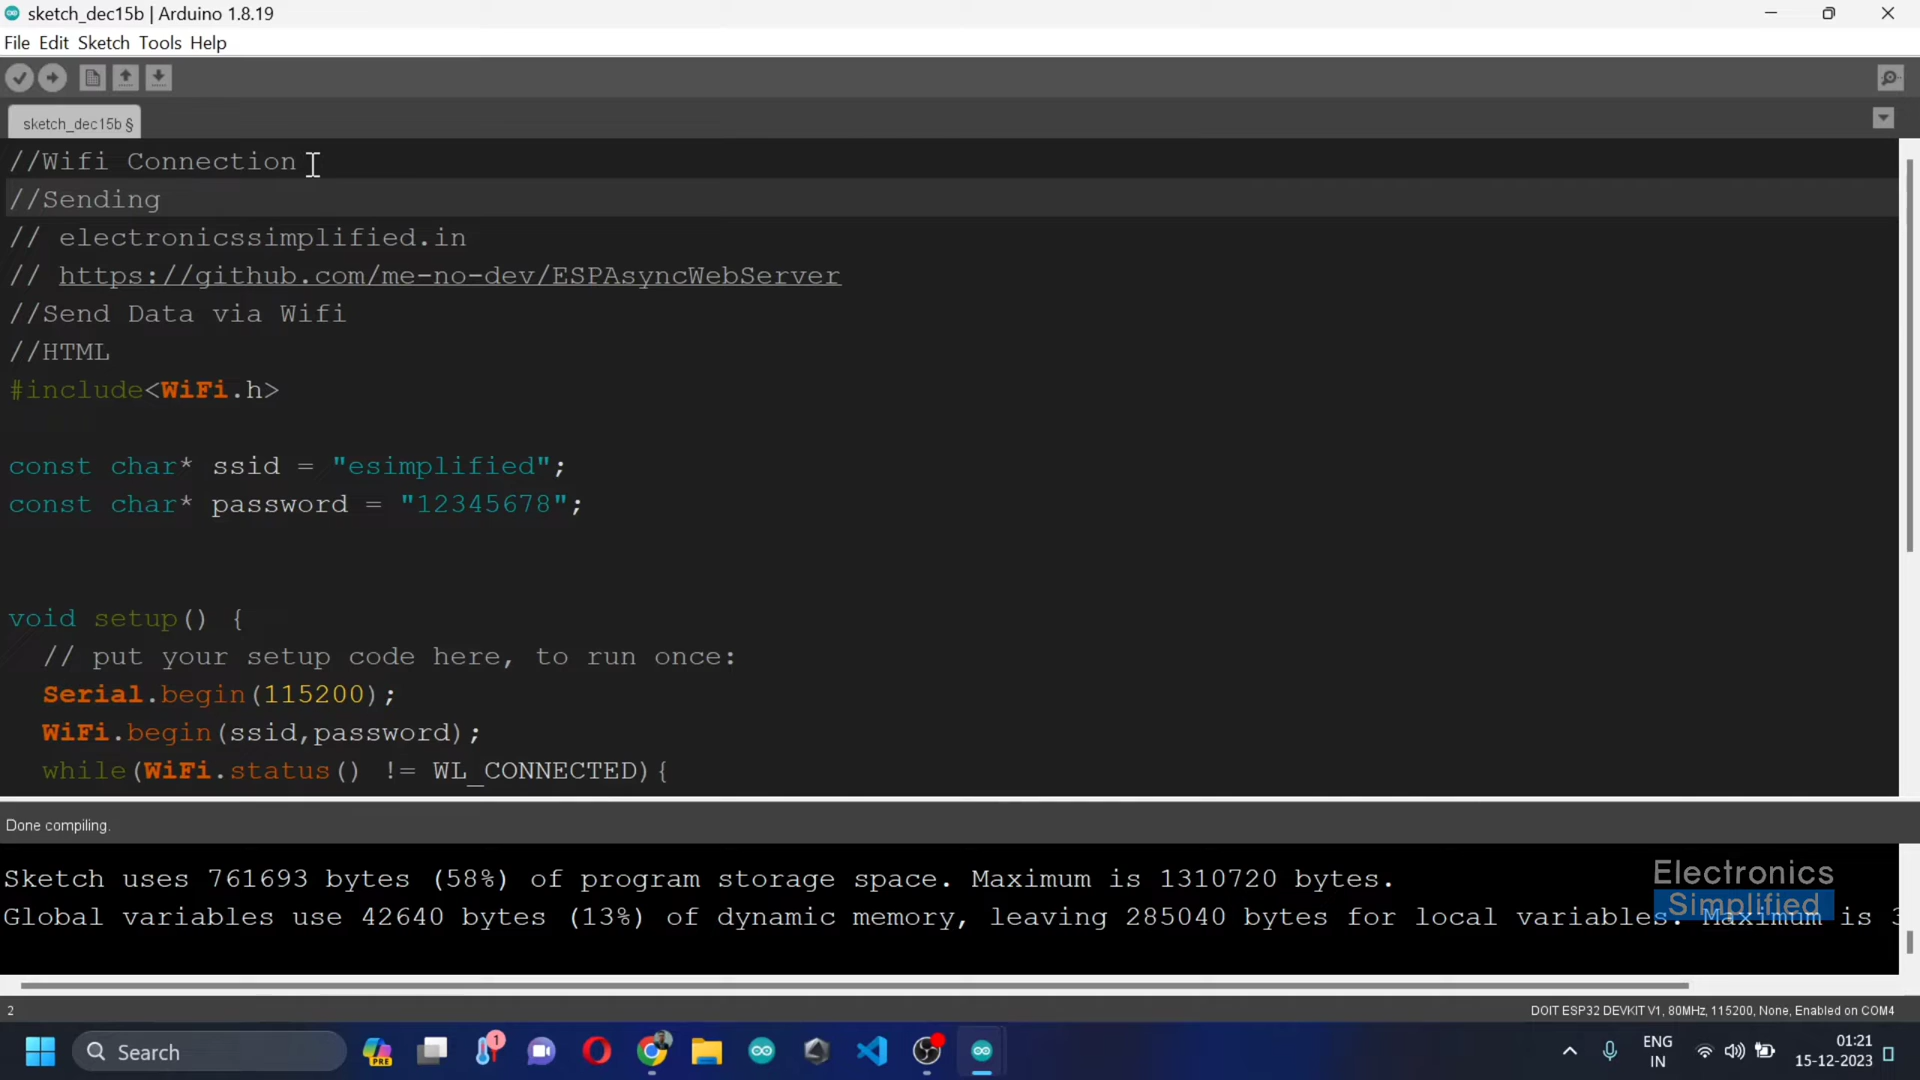 sketch_dec15b | Arduino 1.8.19
File Edit Sketch Tools Help
sketch_dec15b §
//Wifi Connection
//Sending
// electronicssimplified.in
// https://github.com/me-no-dev/ESPAsyncWebServer
//Send Data via Wifi
//HTML
#include<WiFi.h>
const char* ssid = "esimplified";
const char* password = "12345678";
void setup() {
// put your setup code here, to run once:
Serial.begin(115200);
WiFi.begin(ssid,password);
while(WiFi.status() != WL_CONNECTED){
Done compiling.
Sketch uses 761693 bytes (58%) of program storage space. Maximum is 1310720 bytes.
Global variables use 42640 bytes (13%) of dynamic memory, leaving 285040 bytes for local variables. Maximum is 3
Electronics
Simplified
2
DOIT ESP32 DEVKIT V1, 80MHz, 115200, None, Enabled on COM4
Search
PRE
1
ENG
IN
01:21
15-12-2023